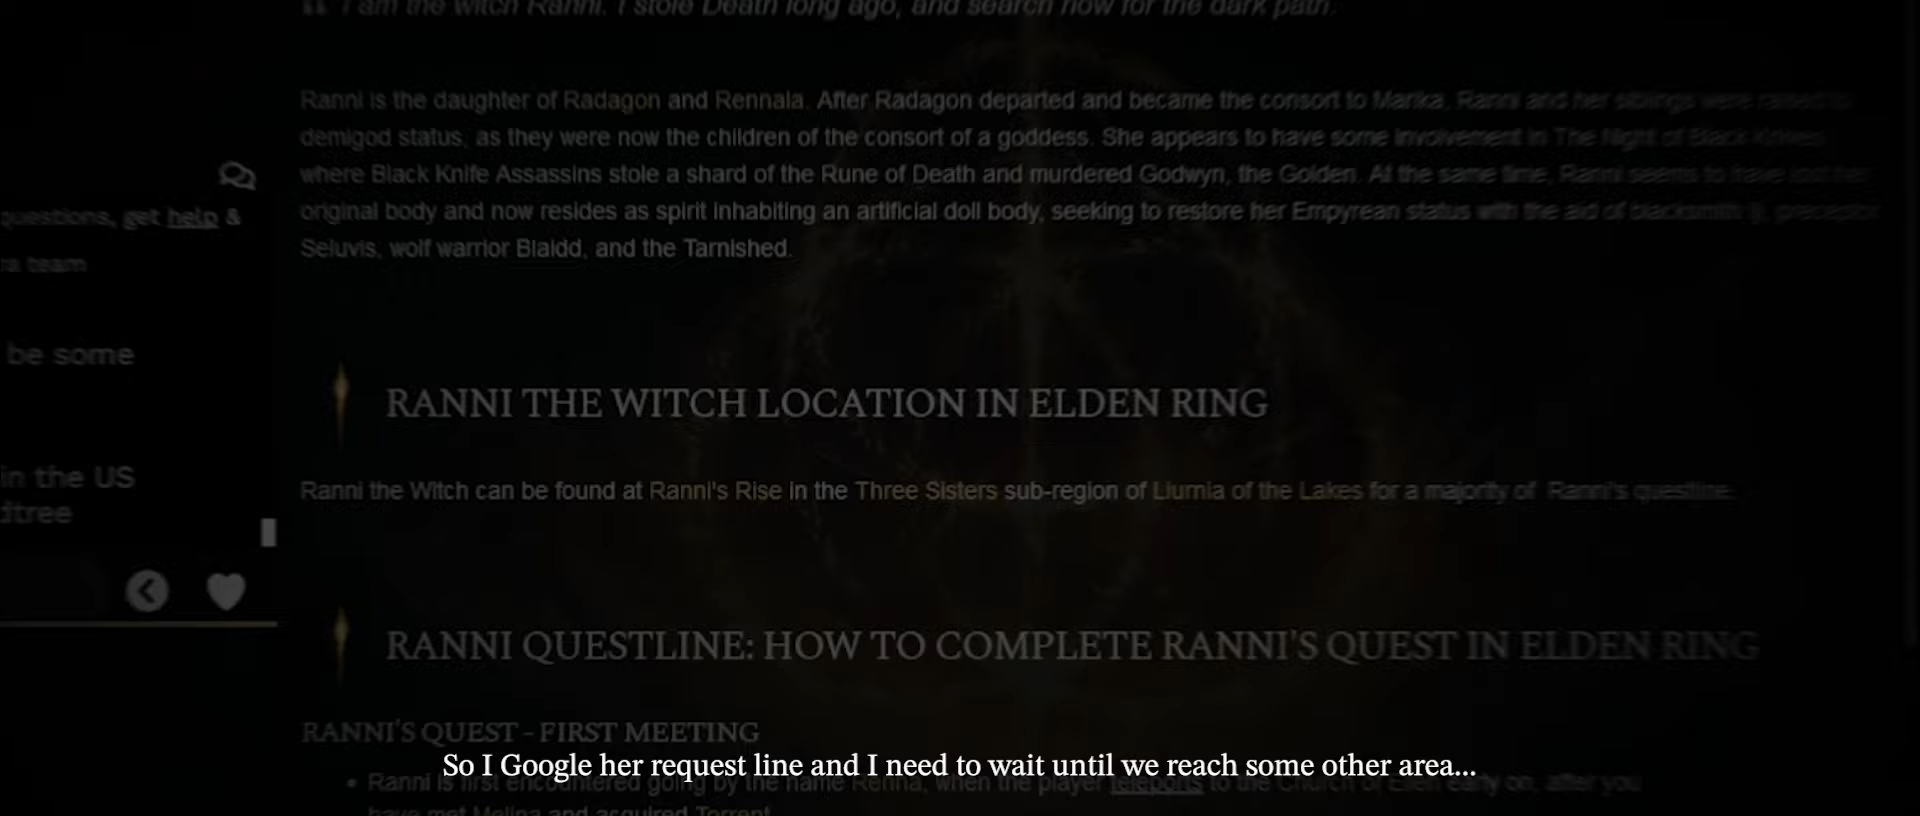 I am the witch Ranni. I stole Death long ago, and search now for the dark path.
Ranni is the daughter of Radagon and Rennala. After Radagon departed and became the consort to Marika, Ranni and her siblings were raised to
demigod status, as they were now the children of the consort of a goddess. She appears to have some involvement in The Night of Black Knives
where Black Knife Assassins stole a shard of the Rune of Death and murdered Godwyn, the Golden. At the same time, Ranni seems to have lost her
original body and now resides as spirit inhabiting an artificial doll body, seeking to restore her Empyrean status with the aid of blacksmith Iji, preceptor
Seluvis, wolf warrior Blaidd, and the Tarnished.
questions, get help &
team
be some
in the US
dtree
RANNI THE WITCH LOCATION IN ELDEN RING
Ranni the Witch can be found at Ranni's Rise in the Three Sisters sub-region of Liurnia of the Lakes for a majority of Ranni's questline.
RANNI QUESTLINE: HOW TO COMPLETE RANNI'S QUEST IN ELDEN RING
RANNI'S QUEST - FIRST MEETING
• Ranni is first encountered going by the name Renna, when the player teleports to the Church of Elleh early on, after you
have met Melina and acquired Torrent
So I Google her request line and I need to wait until we reach some other area...